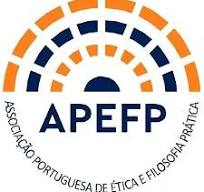 APEFP
ASSOCIAÇÃO PORTUGUESA DE ÉTICA E FILOSOFIA PRÁTICA